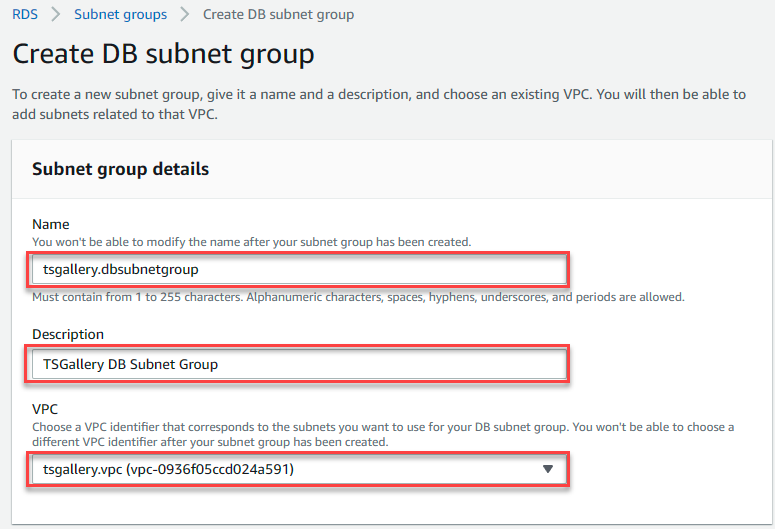 RDS > Subnet groups > Create DB subnet group
Create DB subnet group
To create a new subnet group, give it a name and a description, and choose an existing VPC. You will then be able to
add subnets related to that VPC.
Subnet group details
Name
You won't be able to modify the name after your subnet group has been created.
tsgallery.dbsubnetgroup
Must contain from 1 to 255 characters. Alphanumeric characters, spaces, hyphens, underscores, and periods are allowed.
Description
TSGallery DB Subnet Group
VPC
Choose a VPC identifier that corresponds to the subnets you want to use for your DB subnet group. You won't be able to choose a
different VPC identifier after your subnet group has been created.
tsgallery.vpc (vpc-0936f05ccd024a591)